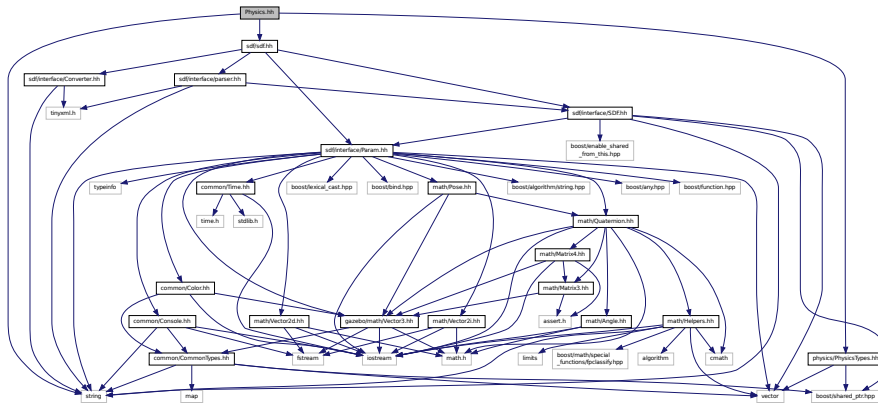 Physics.hh
sdf/sdf.hh
sdf/interface/Converter.hh
sdf/interface/parser.hh
tinyxml.h
sdf/interface/SDF.hh
boost/enable_shared
_from_this.hpp
sdf/interface/Param.hh
typeinfo
common/Time.hh
boost/lexical_cast.hpp
boost/bind.hpp
math/Pose.hh
boost/algorithm/string.hpp
boost/any.hpp
boost/function.hpp
time.h
stdlib.h
math/Quaternion.hh
math/Matrix4.hh
common/Color.hh
math/Matrix3.hh
common/Console.hh
math/Vector2d.hh
gazebo/math/Vector3.hh
math/Vector2i.hh
assert.h
math/Angle.hh
math/Helpers.hh
common/CommonTypes.hh
fstream
iostream
math.h
limits
boost/math/special
_functions/fpclassify.hpp
algorithm
cmath
physics/PhysicsTypes.hh
string
map
vector
boost/shared_ptr.hpp